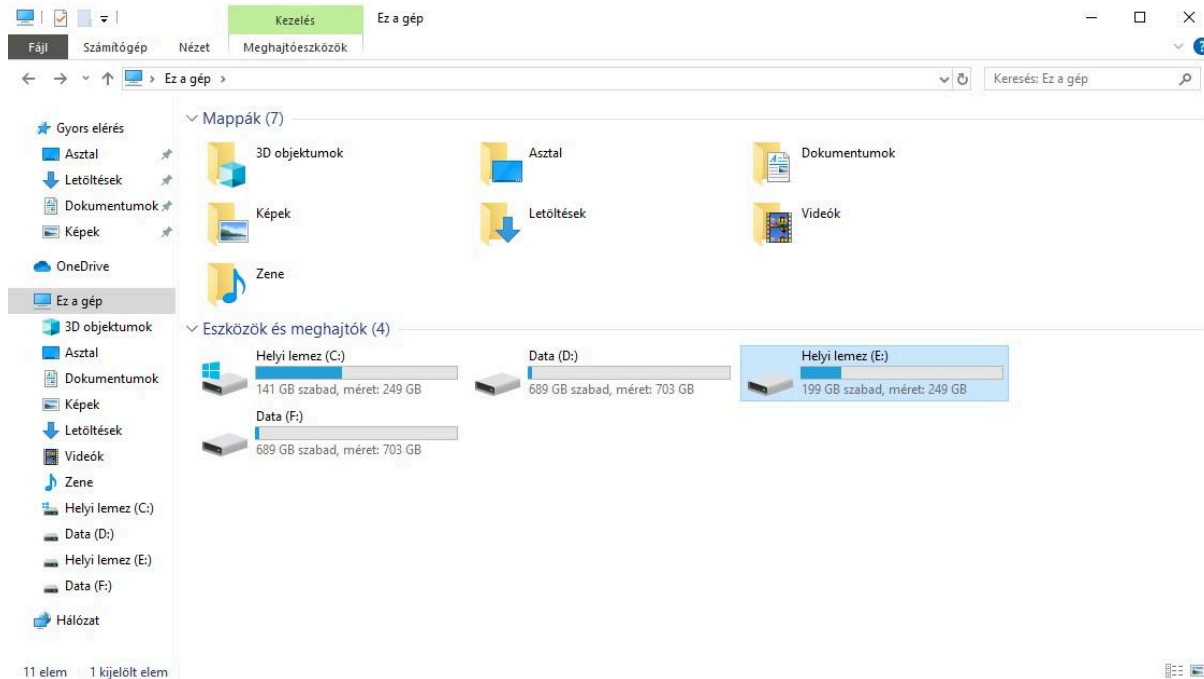 Kezelés
Ez a gép
Fájl
Számítógép
Nézet
Meghajtóeszközök
Ez a gép
Keresés: Ez a gép
Gyors elérés
Asztal
Letöltések
Dokumentumok
Képek
OneDrive
Ez a gép
3D objektumok
Asztal
Dokumentumok
Képek
Letöltések
Videók
Zene
Helyi lemez (C:)
Data (D:)
Helyi lemez (E:)
Data (F:)
Hálózat
Mappák (7)
3D objektumok
Asztal
Dokumentumok
Képek
Letöltések
Videók
Zene
Eszközök és meghajtók (4)
Helyi lemez (C:)
141 GB szabad, méret: 249 GB
Data (D:)
689 GB szabad, méret: 703 GB
Helyi lemez (E:)
199 GB szabad, méret: 249 GB
Data (F:)
689 GB szabad, méret: 703 GB
11 elem
1 kijelölt elem